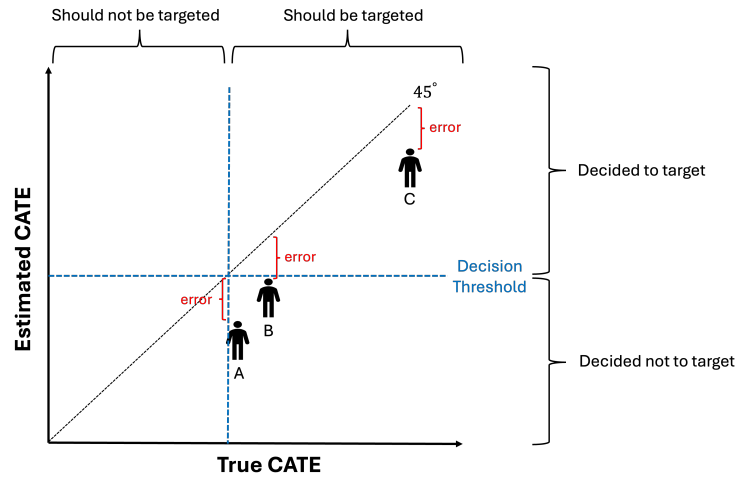 Should not be targeted
Should be targeted
45°
error
C
Decided to target
error
Decision
Threshold
error
B
A
Decided not to target
Estimated CATE
True CATE